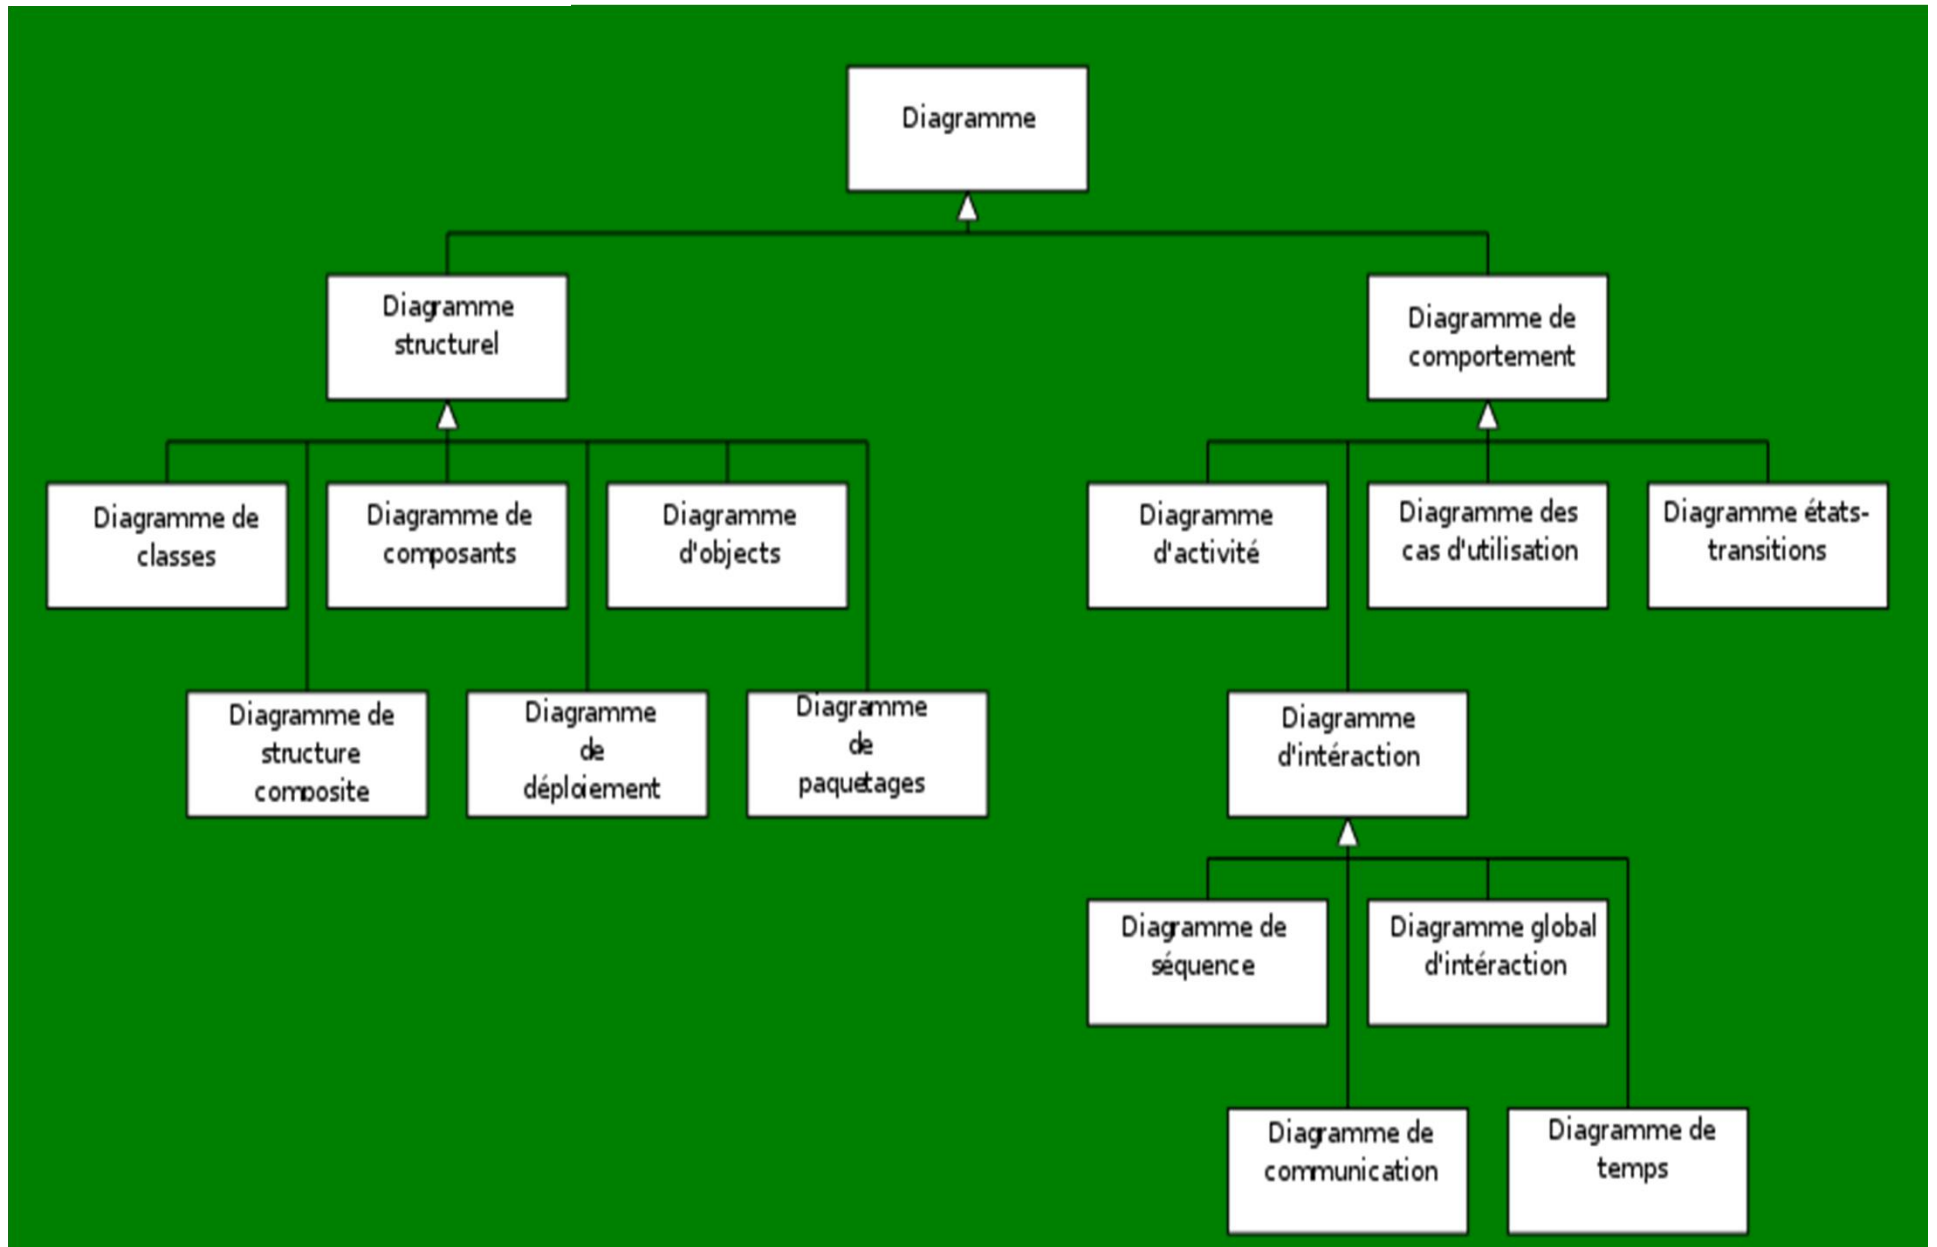 Diagramme
Diagramme
structurel
Diagramme de
comportement
Diagramme de
classes
Diagramme de
composants
Diagramme
d'objects
Diagramme
d'activité
Diagramme des
cas d'utilisation
Diagramme états-
transitions
Diagramme de
structure
composite
Diagramme
de
déploiement
Diagramme
de
paquetages
Diagramme
d'intéraction
Diagramme de
séquence
Diagramme global
d'intéraction
Diagramme de
communication
Diagramme de
temps